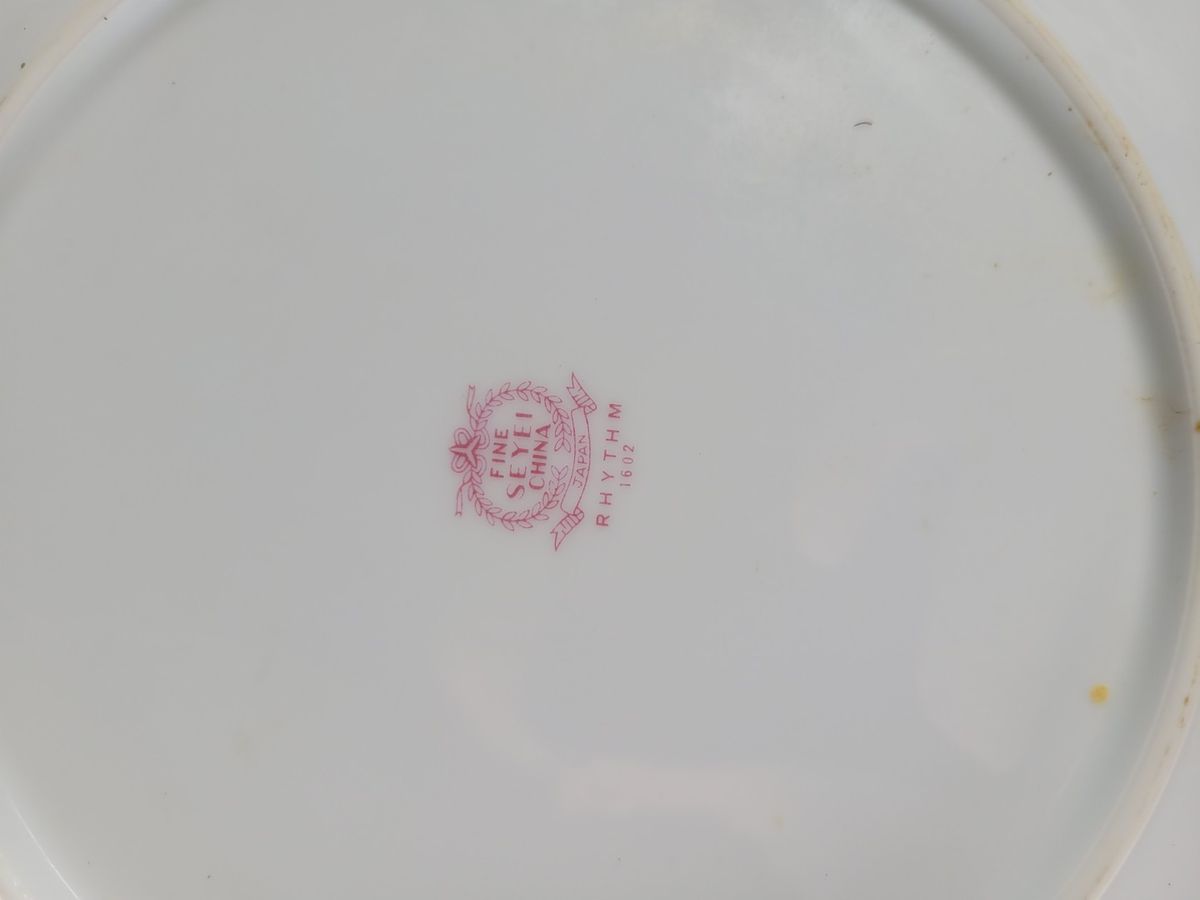 FINE
SEYEI
CHINA
JAPAN
RHYTHM
1602